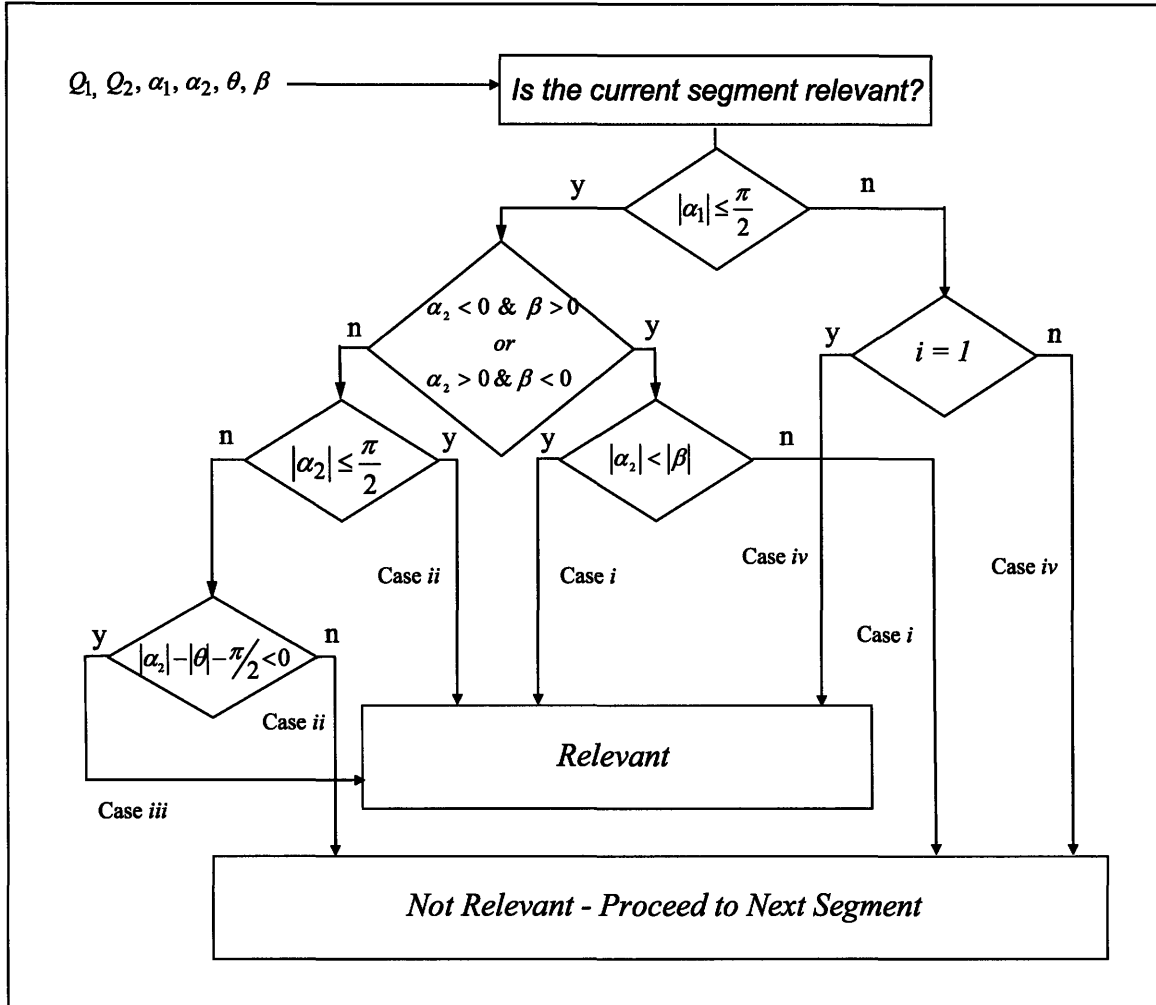 Q₁, Q₂, α₁, α₂, θ, β
Is the current segment relevant?
|α₁| ≤ π/2
y
n
α₂ < 0 & β > 0
or
α₂ > 0 & β < 0
n
y
i = 1
y
n
|α₂| ≤ π/2
n
y
|α₂| < |β|
y
n
Case ii
Case i
Case iv
Case iv
Case i
|α₂| − |θ| − π/2 < 0
y
n
Case ii
Relevant
Case iii
Not Relevant - Proceed to Next Segment